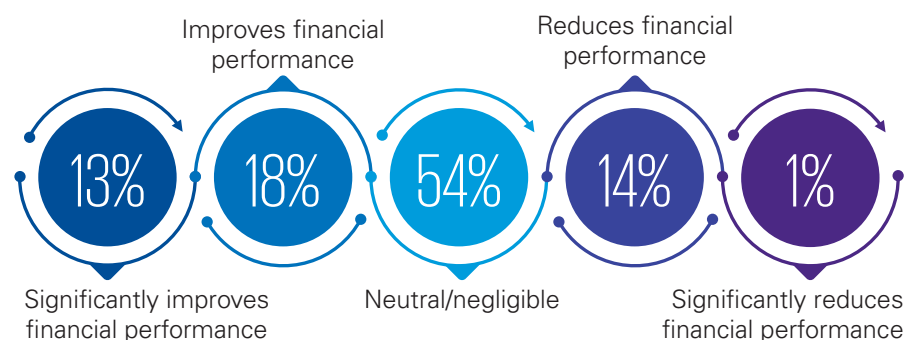 Improves financial
performance
Reduces financial
performance
13%
18%
54%
14%
1%
Significantly improves
financial performance
Neutral/negligible
Significantly reduces
financial performance